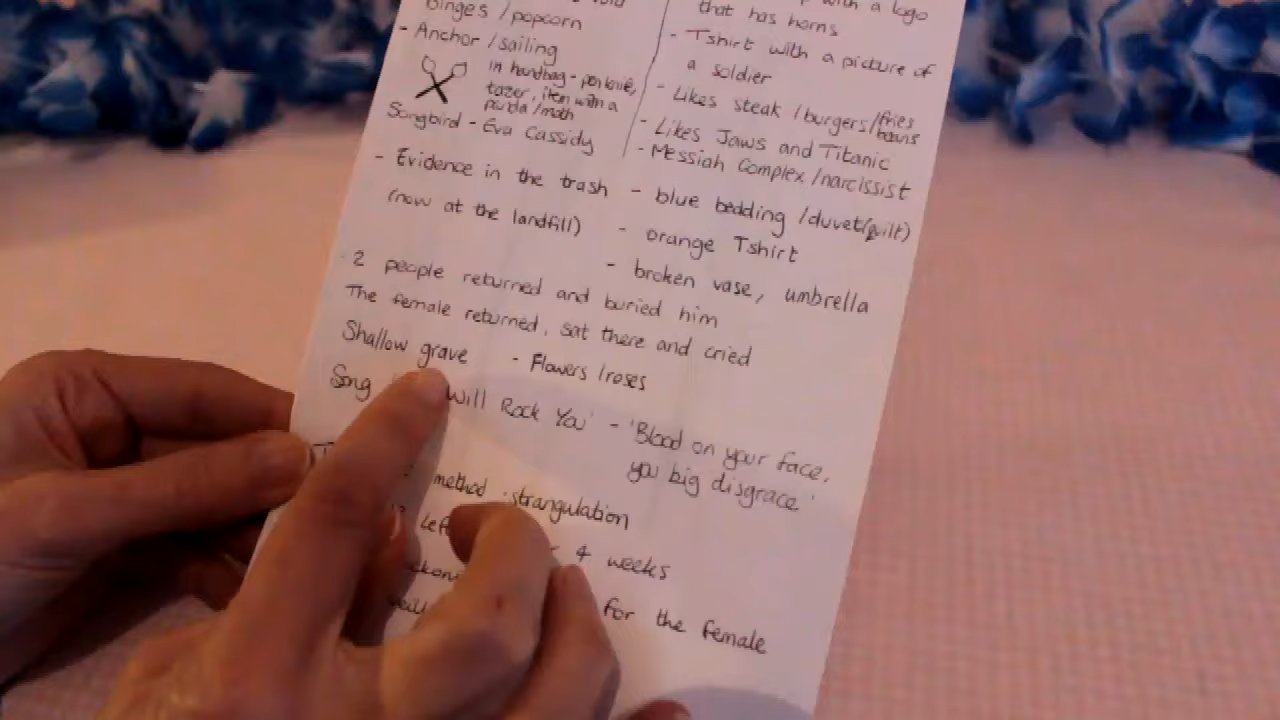 Binges / popcorn
- Anchor / sailing
in handbag - penknife,
tazer, item with a
panda / moth
Songbird - Eva Cassidy
with a logo
that has horns
- Tshirt with a picture of
a soldier
- Likes steak / burgers / fries
beans
- Likes Jaws and Titanic
- Messiah Complex / narcissist
- Evidence in the trash
(now at the landfill)
- blue bedding / duvet (quilt)
- orange Tshirt
- broken vase, umbrella
2 people returned and buried him
The female returned, sat there and cried
Shallow grave - Flowers / roses
Song will Rock You' - 'Blood on your face,
you big disgrace'
method : strangulation
Left 4 weeks
for the female